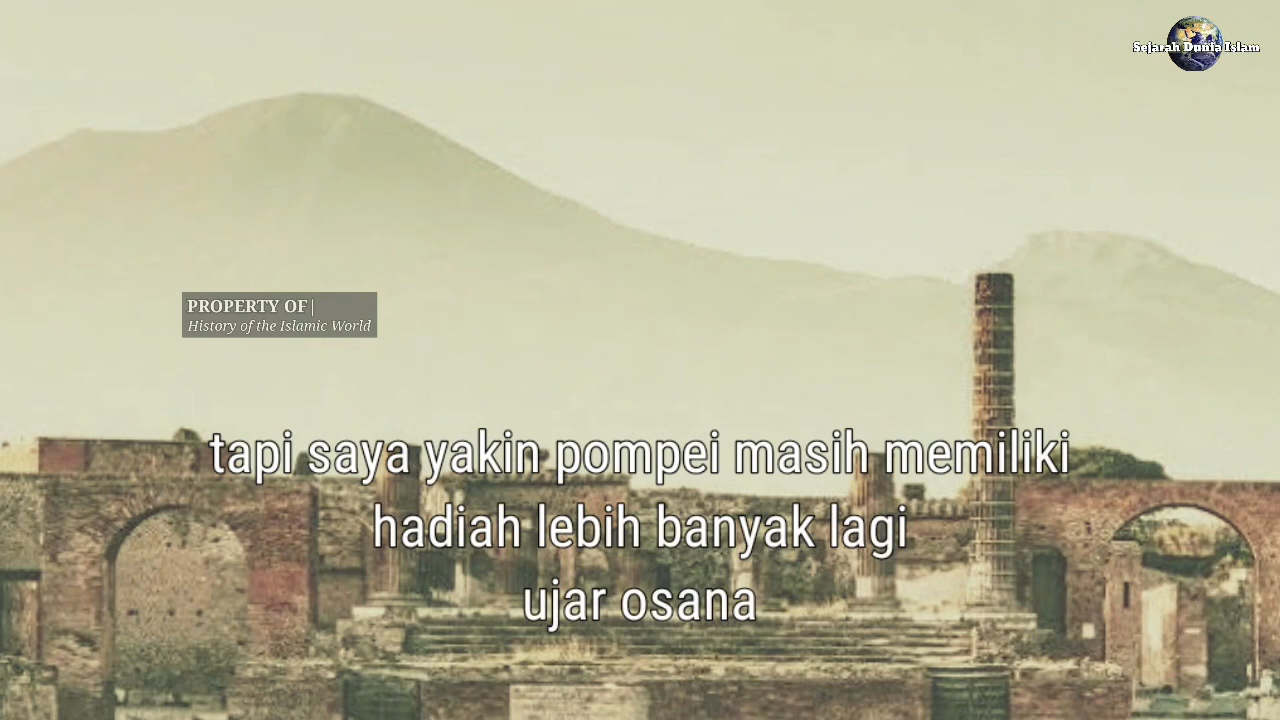 Sejarah Dunia Islam
PROPERTY OF|
History of the Islamic World
tapi saya yakin pompei masih memiliki
hadiah lebih banyak lagi
ujar osana